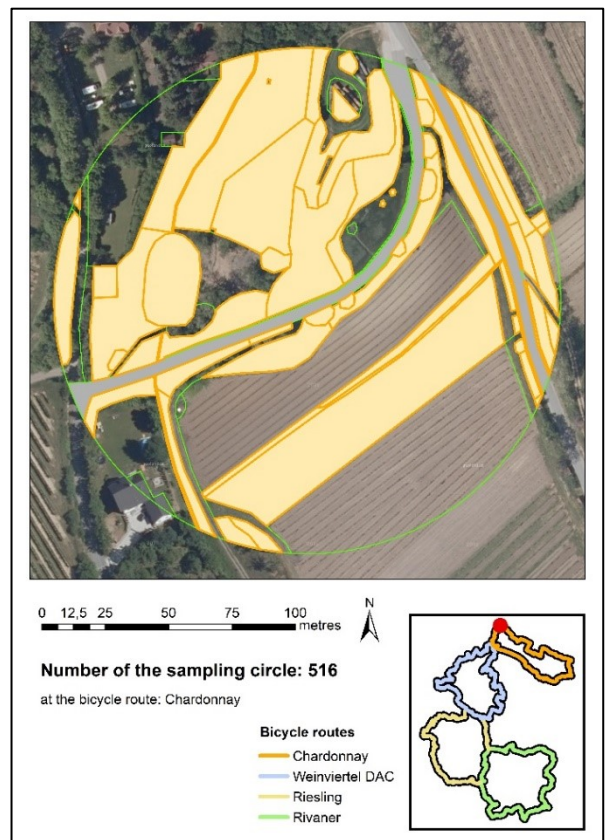 0 12,5 25 50 75 100
metres
N
Number of the sampling circle: 516
at the bicycle route: Chardonnay
Bicycle routes
Chardonnay
Weinviertel DAC
Riesling
Rivaner